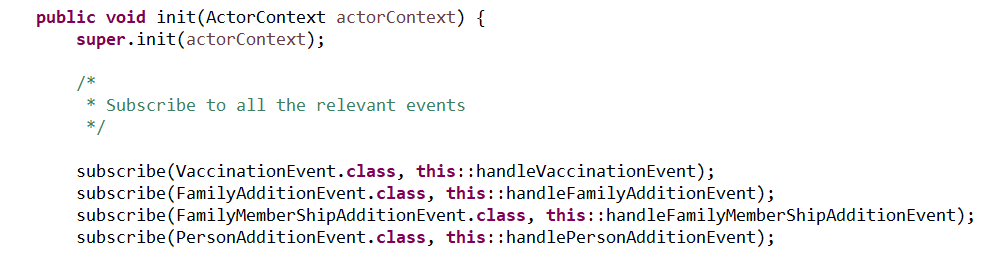 public void init(ActorContext actorContext) {
super.init(actorContext);
/*
* Subscribe to all the relevant events
*/
subscribe(VaccinationEvent.class, this::handleVaccinationEvent);
subscribe(FamilyAdditionEvent.class, this::handleFamilyAdditionEvent);
subscribe(FamilyMemberShipAdditionEvent.class, this::handleFamilyMemberShipAdditionEvent);
subscribe(PersonAdditionEvent.class, this::handlePersonAdditionEvent);